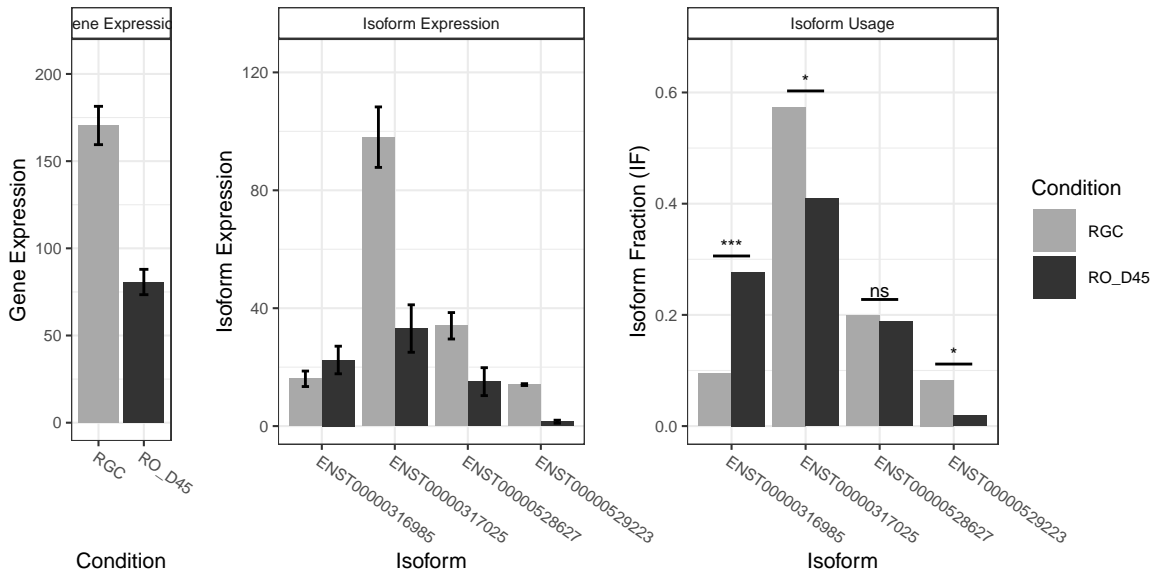 ene Expressio
Isoform Expression
Isoform Usage
Gene Expression
200
150
100
50
0
RGC
RO_D45
Condition
Isoform Expression
120
80
40
0
ENST00000316985
ENST00000317025
ENST00000528627
ENST00000529223
Isoform
Isoform Fraction (IF)
0.6
0.4
0.2
0.0
***
*
ns
*
ENST00000316985
ENST00000317025
ENST00000528627
ENST00000529223
Isoform
Condition
RGC
RO_D45